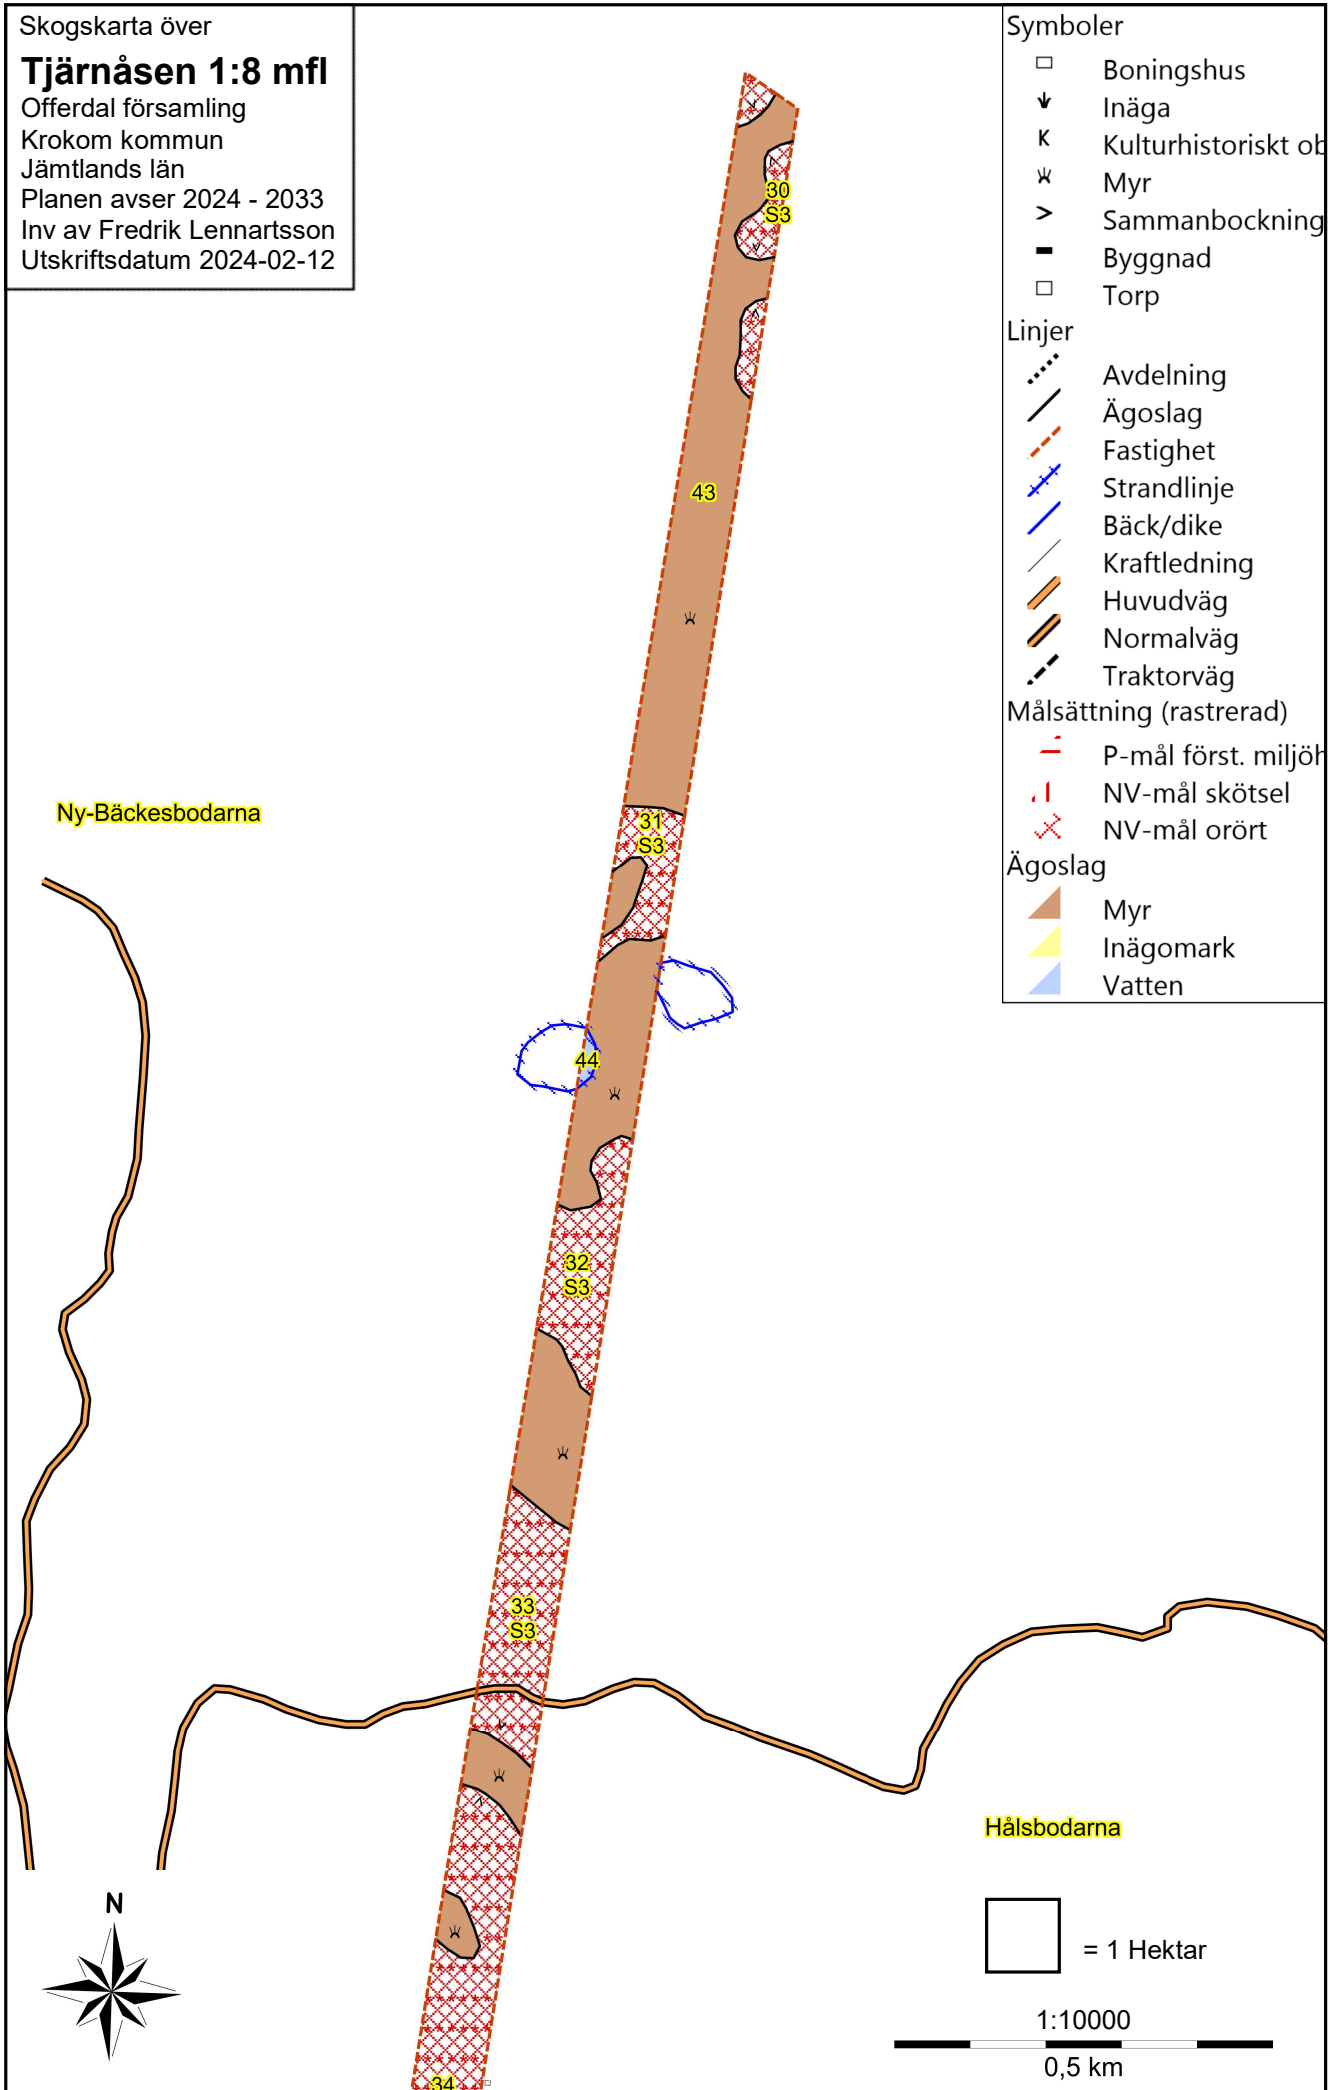 Skogskarta över
Tjärnåsen 1:8 mfl
Offerdal församling
Krokom kommun
Jämtlands län
Planen avser 2024 - 2033
Inv av Fredrik Lennartsson
Utskriftsdatum 2024-02-12
Symboler
Boningshus
Inäga
K Kulturhistoriskt ob
Myr
Sammanbockning
Byggnad
Torp
Linjer
Avdelning
Ägoslag
Fastighet
Strandlinje
Bäck/dike
Kraftledning
Huvudväg
Normalväg
Traktorväg
Målsättning (rastrerad)
P-mål först. miljöh
NV-mål skötsel
NV-mål orört
Ägoslag
Myr
Inägomark
Vatten
30
S3
43
Ny-Bäckesbodarna
31
S3
44
32
S3
33
S3
Hålsbodarna
N
= 1 Hektar
1:10000
0,5 km
34